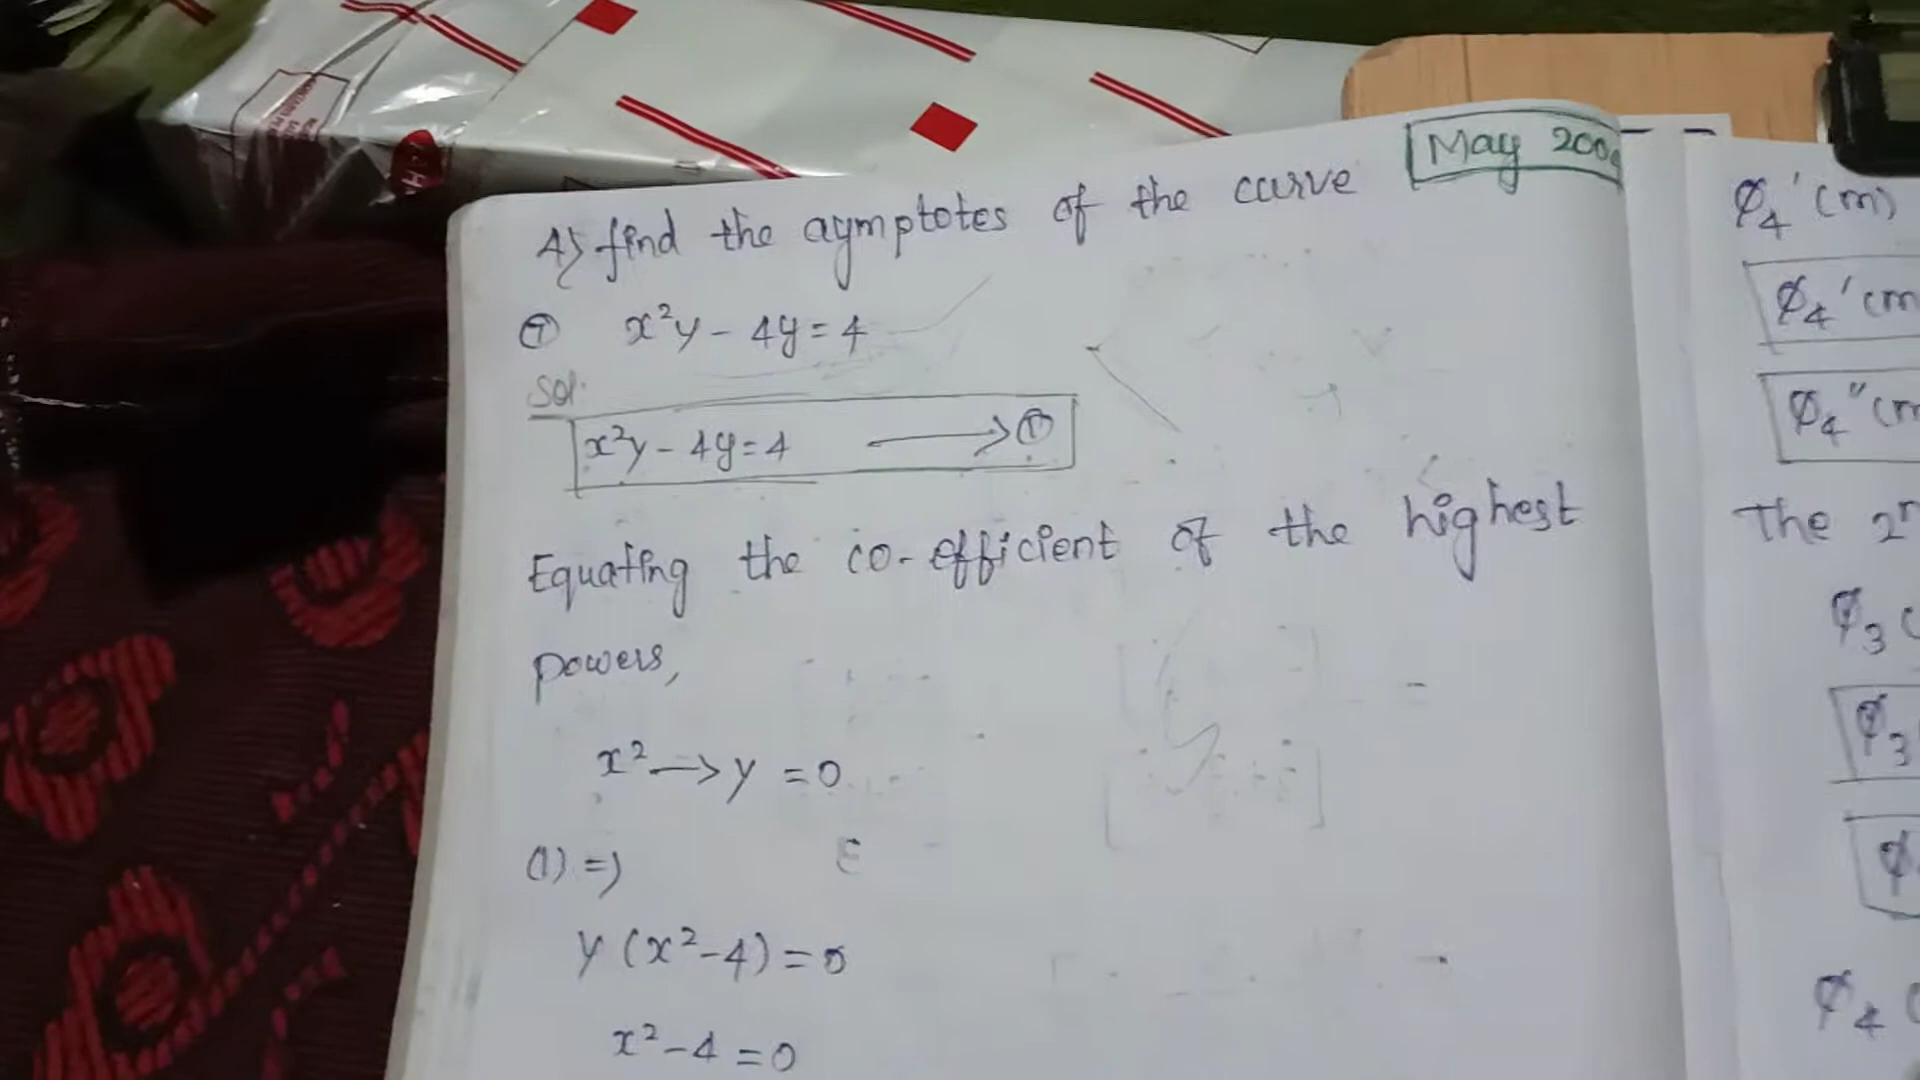 May 200
A) find the aymptotes of the curve
① x²y - 4y = 4
Sol.
x²y - 4y = 4 ⟶ ①
Equating the co-efficient of the highest
powers,
x² ⟶ y = 0
(1) =)
y (x²-4) = 0
x² - 4 = 0
φ₄'(m)
φ₄'(m
φ₄"(m
The 2
φ₃ (
φ₃
φ
φ₄ (